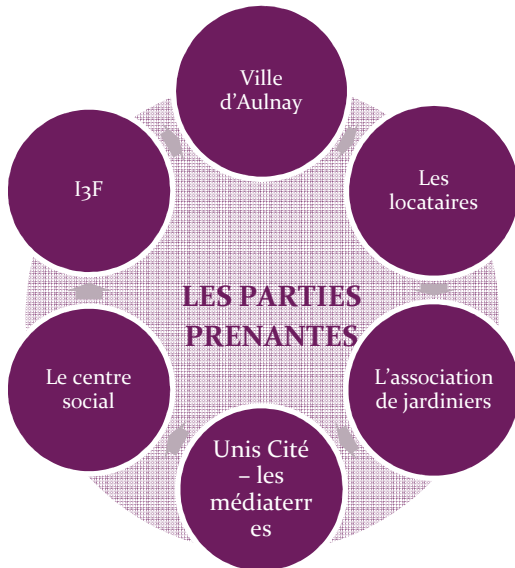 Ville
d’Aulnay
I3F
Les
locataires
LES PARTIES
PRENANTES
Le centre
social
L’association
de jardiniers
Unis Cité
– les
médiaterr
es